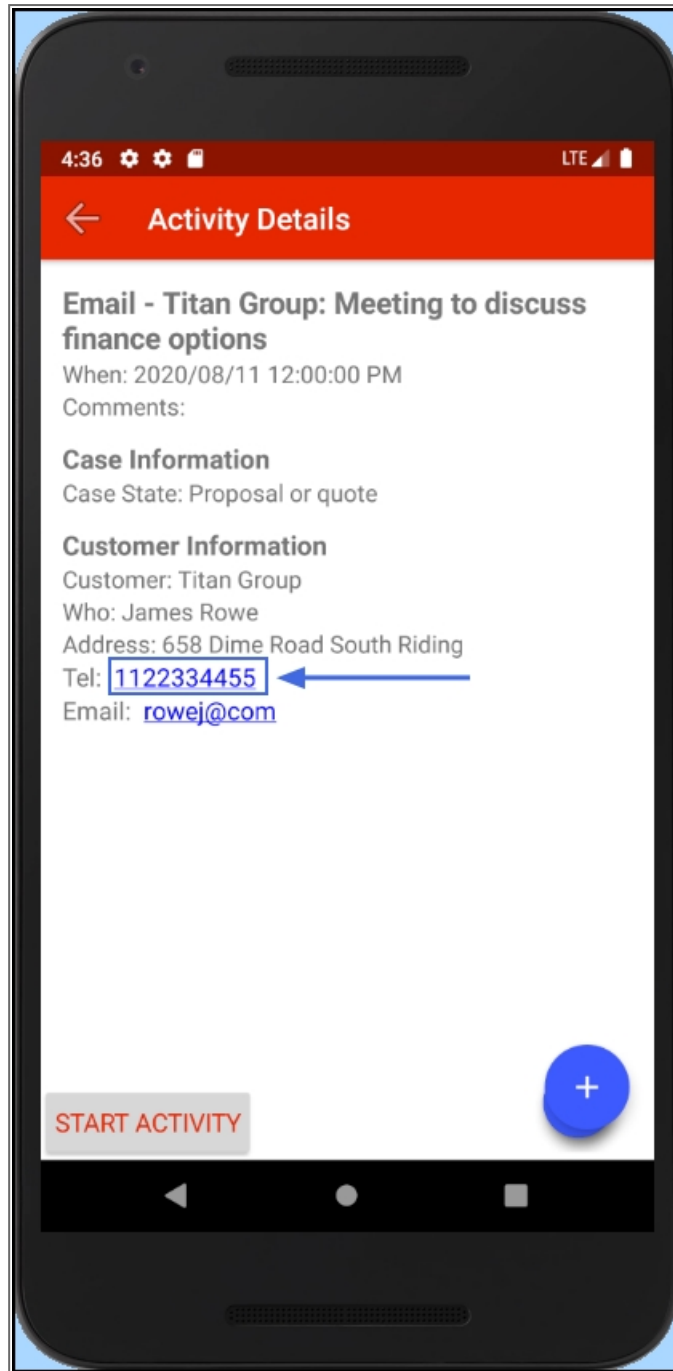 4:36 LTE
Activity Details
Email - Titan Group: Meeting to discuss
finance options
When: 2020/08/11 12:00:00 PM
Comments:
Case Information
Case State: Proposal or quote
Customer Information
Customer: Titan Group
Who: James Rowe
Address: 658 Dime Road South Riding
Tel: 1122334455
Email: rowej@com
+
START ACTIVITY